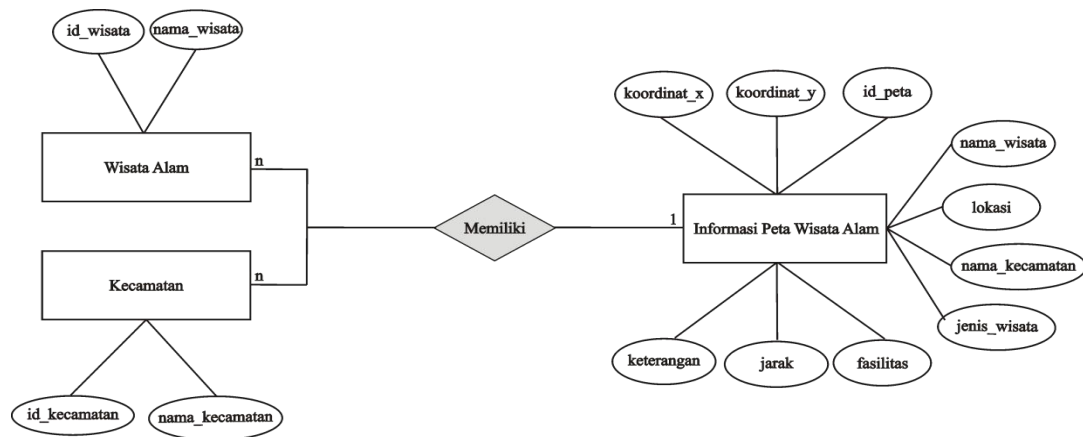 id_wisata
nama_wisata
Wisata Alam
n
Kecamatan
n
id_kecamatan
nama_kecamatan
Memiliki
1
koordinat_x
koordinat_y
id_peta
Informasi Peta Wisata Alam
nama_wisata
lokasi
nama_kecamatan
jenis_wisata
keterangan
jarak
fasilitas